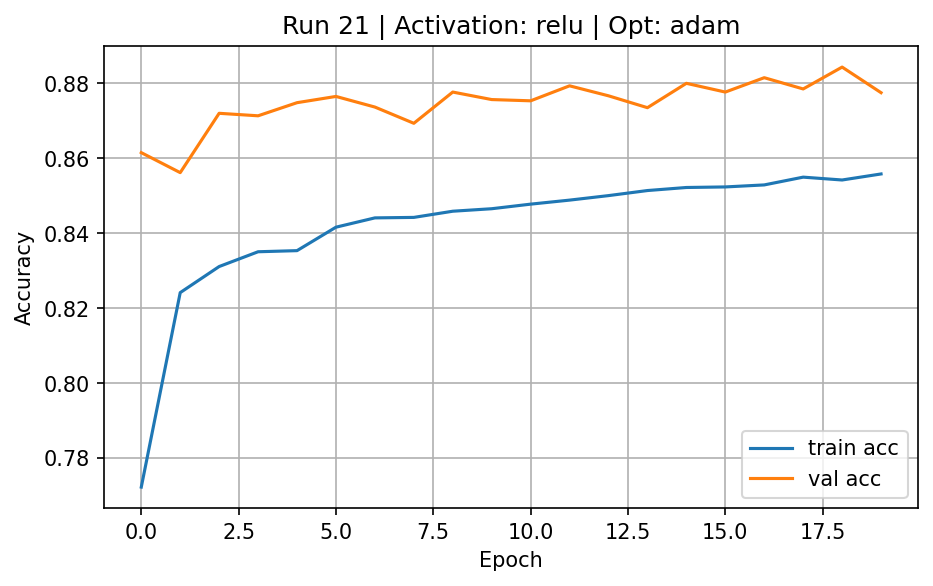 Run 21 | Activation: relu | Opt: adam
0.88
0.86
0.84
0.82
0.80
0.78
Accuracy
train acc
val acc
0.0 2.5 5.0 7.5 10.0 12.5 15.0 17.5
Epoch